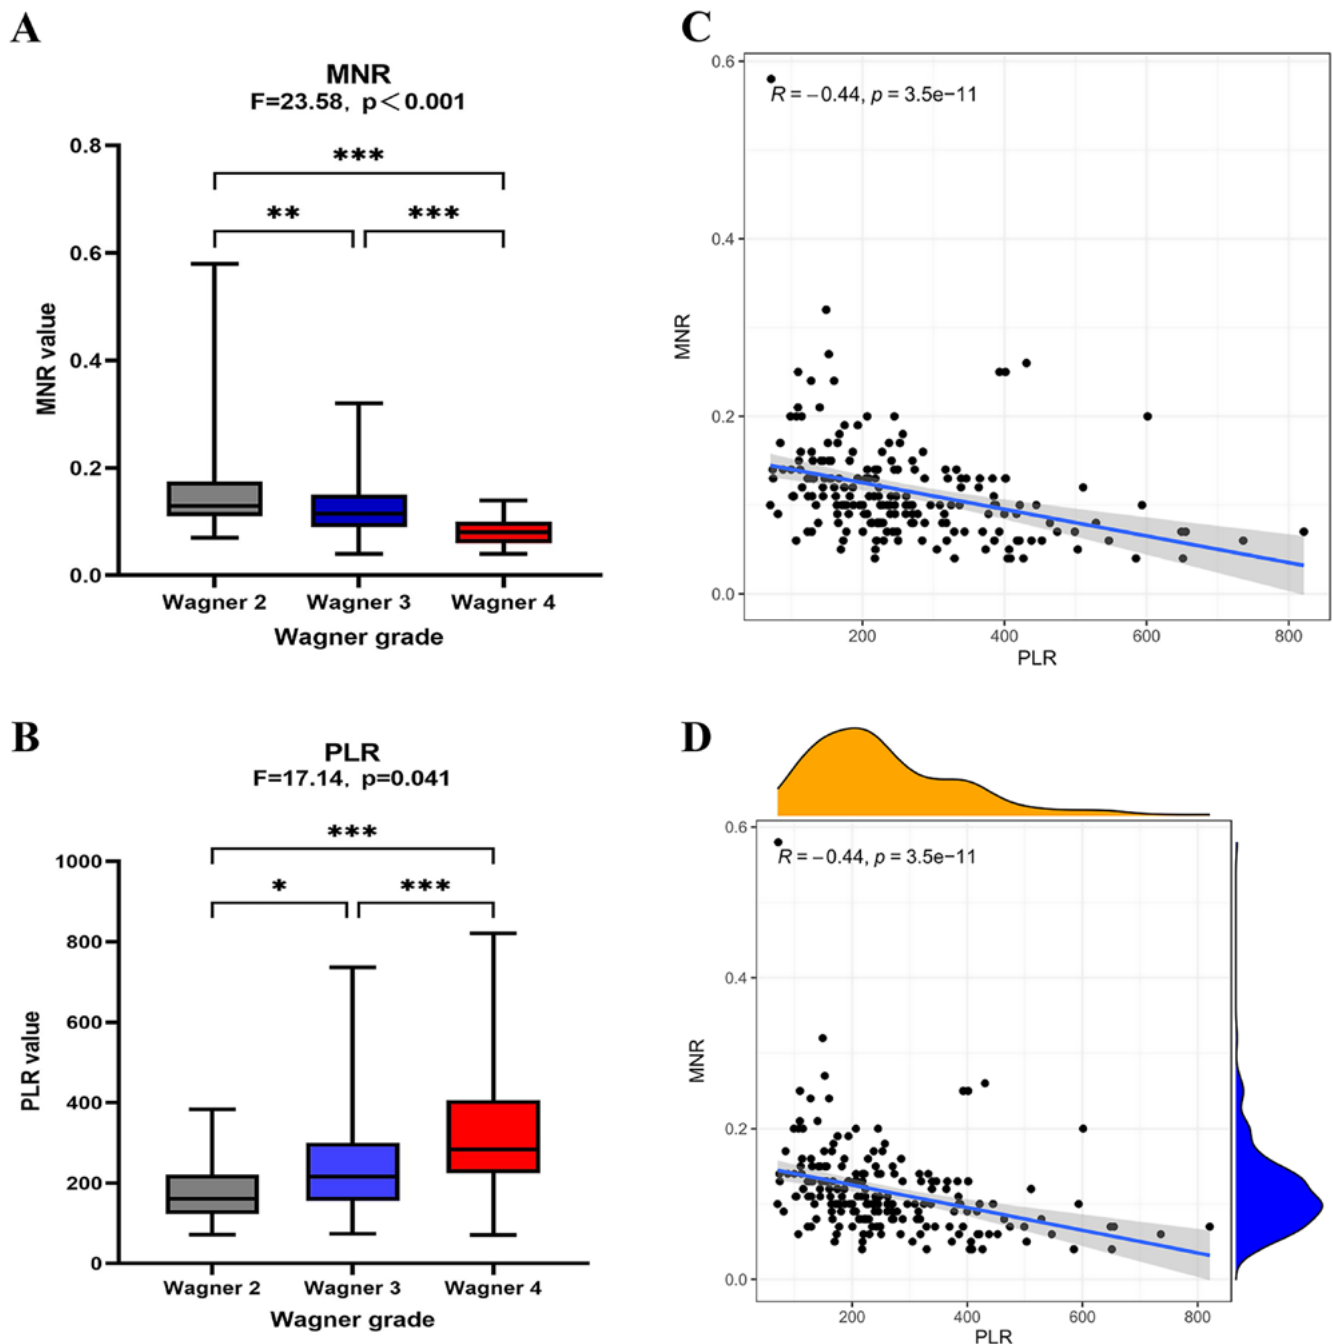 A
MNR
F=23.58, p<0.001
***
**
***
MNR value
0.8
0.6
0.4
0.2
0.0
Wagner 2
Wagner 3
Wagner 4
Wagner grade
C
R = −0.44, p = 3.5e−11
MNR
0.6
0.4
0.2
0.0
200
400
600
800
PLR
B
PLR
F=17.14, p=0.041
***
*
***
PLR value
1000
800
600
400
200
0
Wagner 2
Wagner 3
Wagner 4
Wagner grade
D
R = −0.44, p = 3.5e−11
MNR
0.6
0.4
0.2
0.0
200
400
600
800
PLR